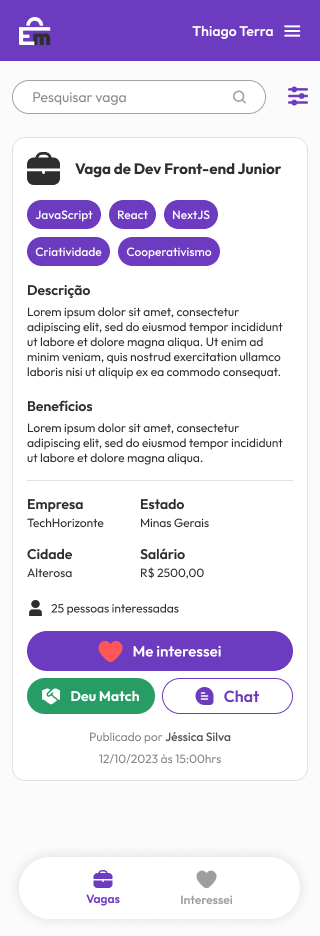 Em
Thiago Terra
Pesquisar vaga
Vaga de Dev Front-end Junior
JavaScript React NextJS
Criatividade Cooperativismo
Descrição
Lorem ipsum dolor sit amet, consectetur
adipiscing elit, sed do eiusmod tempor incididunt
ut labore et dolore magna aliqua. Ut enim ad
minim veniam, quis nostrud exercitation ullamco
laboris nisi ut aliquip ex ea commodo consequat.
Benefícios
Lorem ipsum dolor sit amet, consectetur
adipiscing elit, sed do eiusmod tempor incididunt
ut labore et dolore magna aliqua.
Empresa Estado
TechHorizonte Minas Gerais
Cidade Salário
Alterosa R$ 2500,00
25 pessoas interessadas
Me interessei
Deu Match Chat
Publicado por Jéssica Silva
12/10/2023 às 15:00hrs
Vagas Interessei